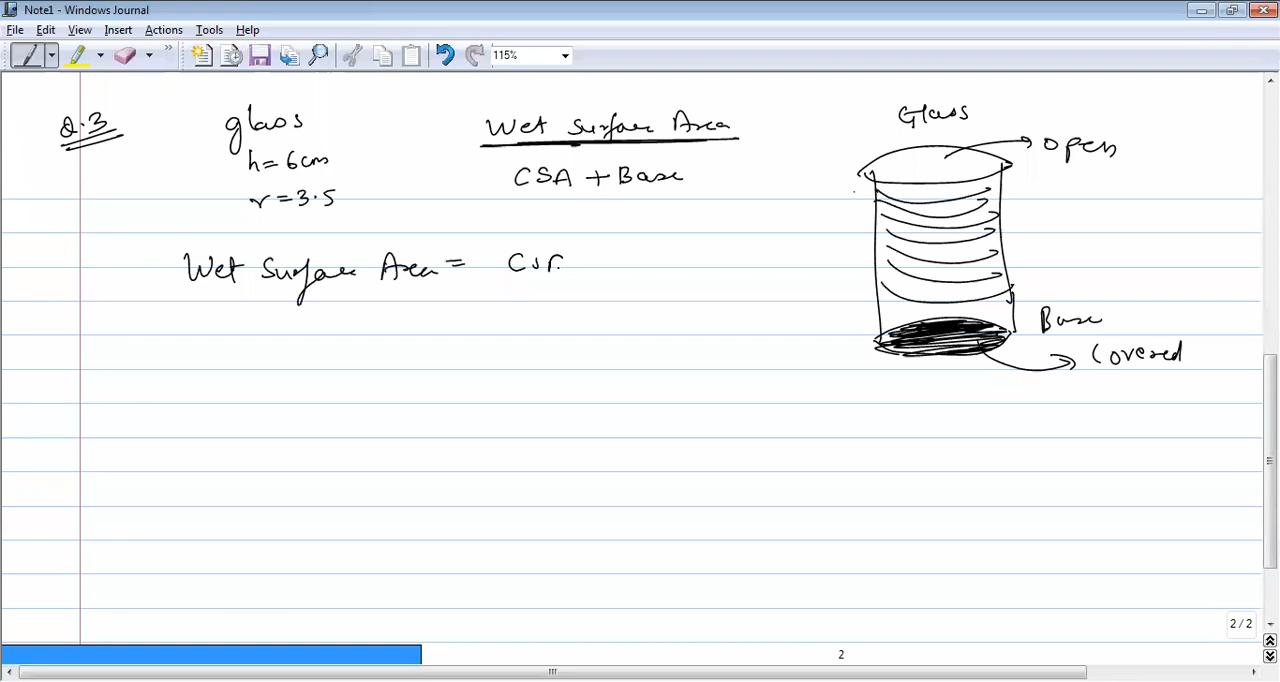 Note1 - Windows Journal
File Edit View Insert Actions Tools Help
115%
Q.3 glass Wet Surface Area Glass
open
h = 6cm
CSA + Base
r = 3.5
Wet Surface Area =
Base
Covered
2 / 2
2